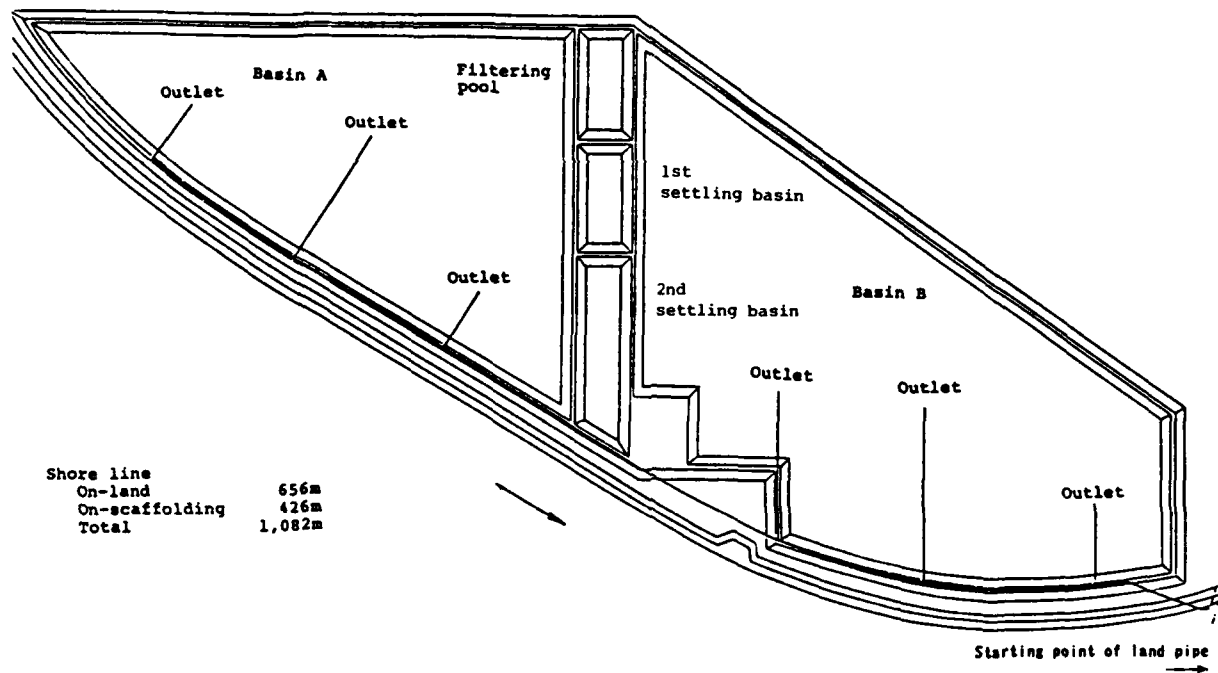 Basin A
Filtering
pool
Outlet
Outlet
1st
settling basin
Outlet
2nd
settling basin
Basin B
Outlet
Outlet
Outlet
Shore line
On-land 656m
On-scaffolding 426m
Total 1,082m
Starting point of land pipe